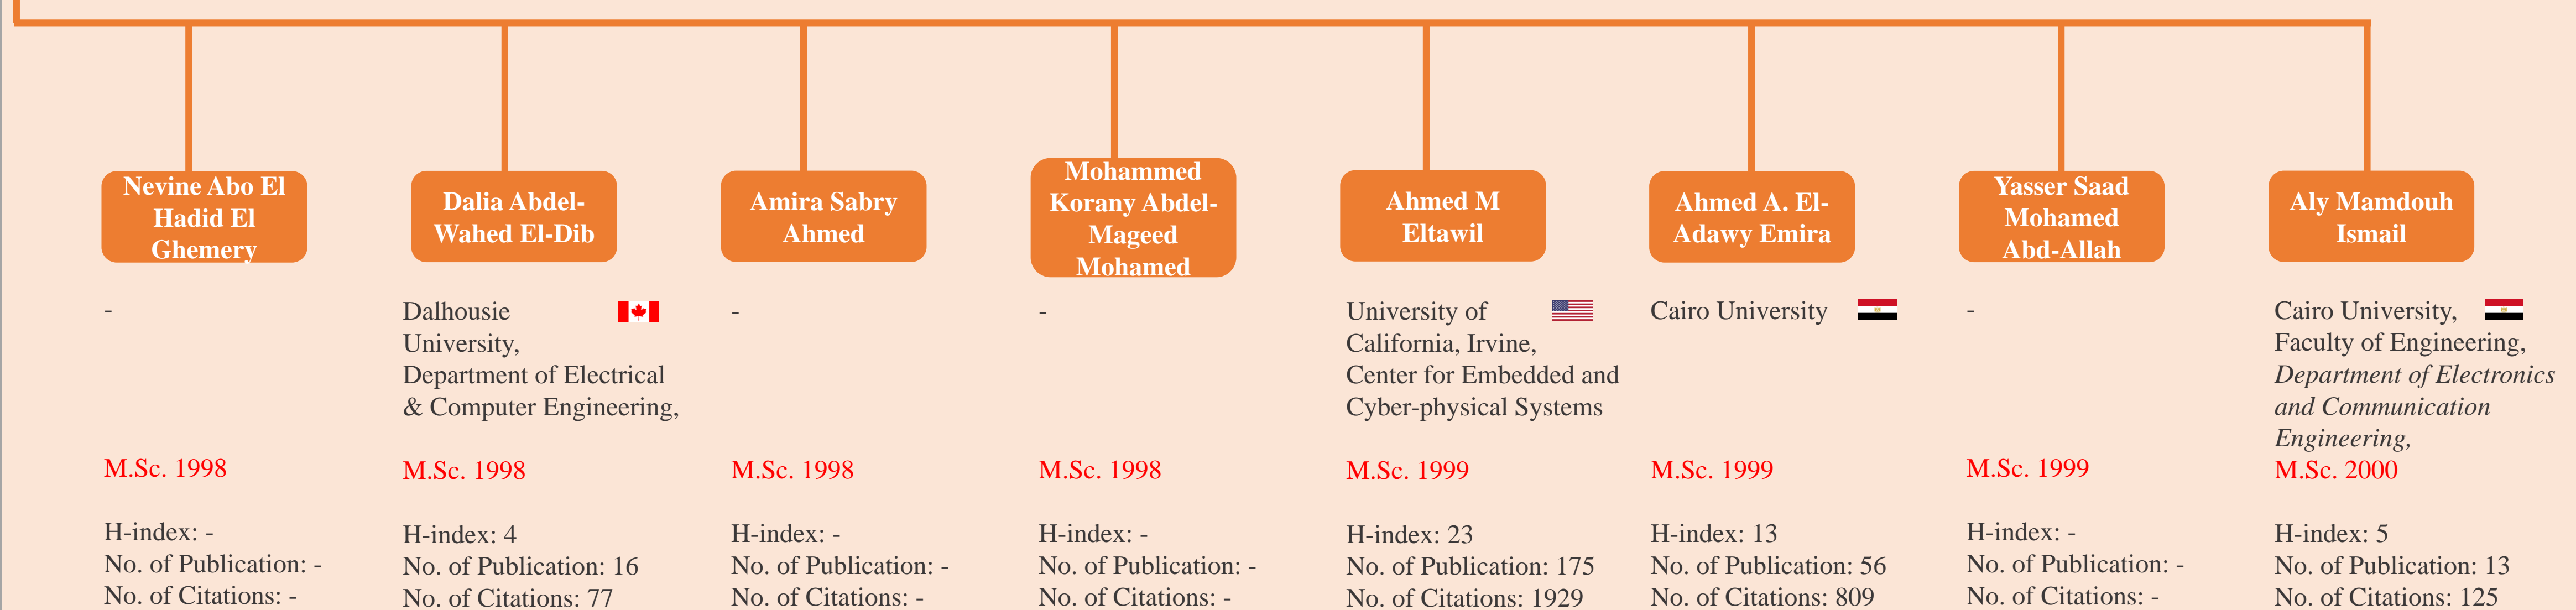 Nevine Abo El
Hadid El
Ghemery
-
M.Sc. 1998
H-index: -
No. of Publication: -
No. of Citations: -
Dalia Abdel-
Wahed El-Dib
Dalhousie
University,
Department of Electrical
& Computer Engineering,
M.Sc. 1998
H-index: 4
No. of Publication: 16
No. of Citations: 77
Amira Sabry
Ahmed
-
M.Sc. 1998
H-index: -
No. of Publication: -
No. of Citations: -
Mohammed
Korany Abdel-
Mageed
Mohamed
-
M.Sc. 1998
H-index: -
No. of Publication: -
No. of Citations: -
Ahmed M
Eltawil
University of
California, Irvine,
Center for Embedded and
Cyber-physical Systems
M.Sc. 1999
H-index: 23
No. of Publication: 175
No. of Citations: 1929
Ahmed A. El-
Adawy Emira
Cairo University
M.Sc. 1999
H-index: 13
No. of Publication: 56
No. of Citations: 809
Yasser Saad
Mohamed
Abd-Allah
-
M.Sc. 1999
H-index: -
No. of Publication: -
No. of Citations: -
Aly Mamdouh
Ismail
Cairo University,
Faculty of Engineering,
Department of Electronics
and Communication
Engineering,
M.Sc. 2000
H-index: 5
No. of Publication: 13
No. of Citations: 125